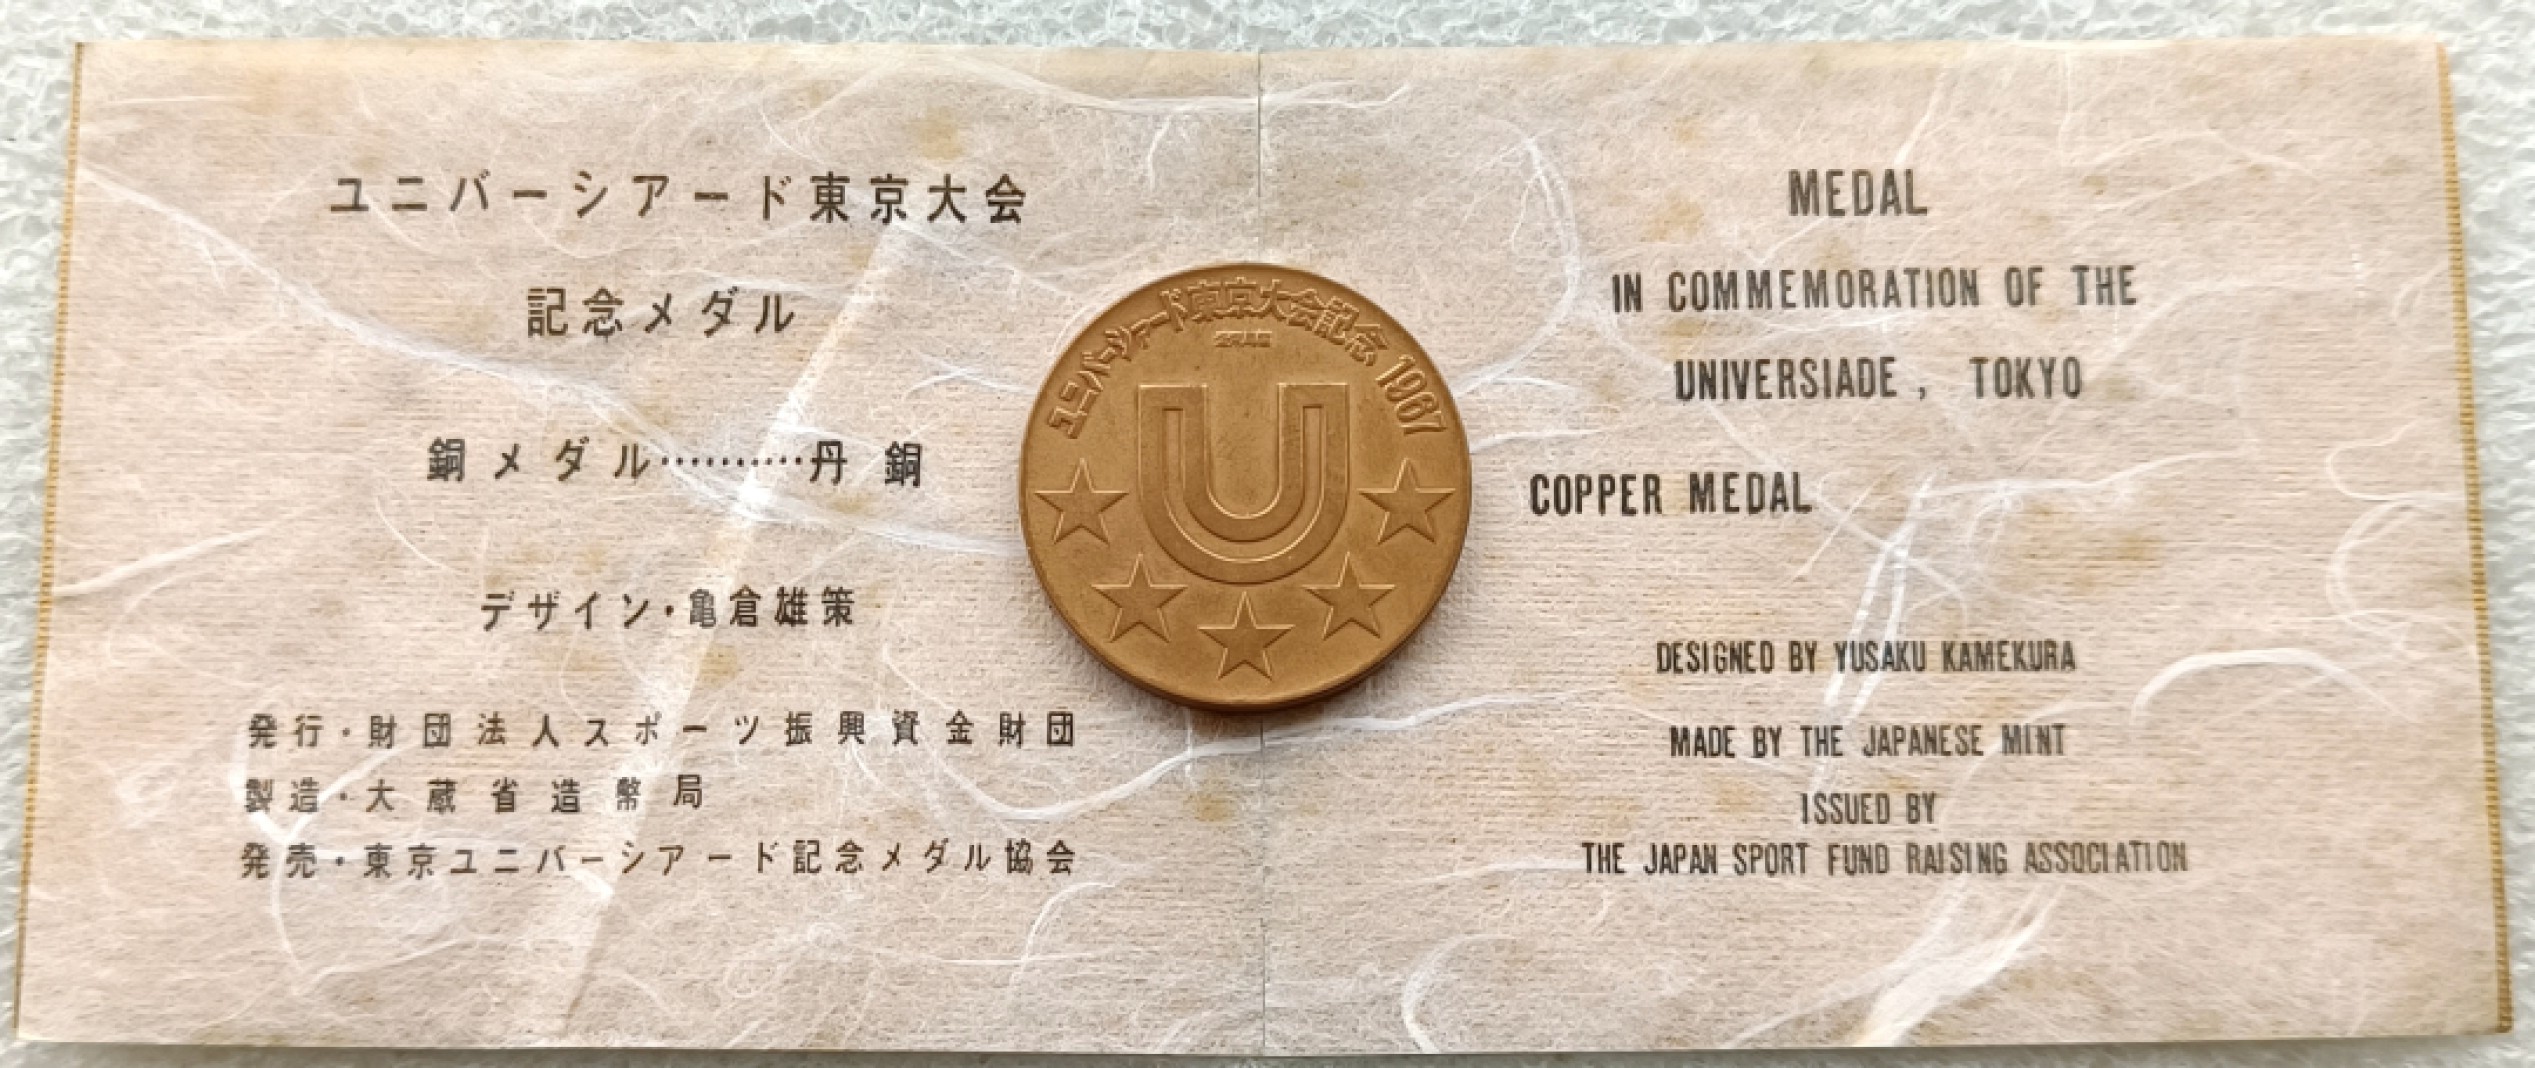 ユニバーシアード東京大会
記念メダル
銅メダル‥‥‥‥‥丹銅
デザイン・亀倉雄策
発行・財団法人スポーツ振興資金財団
製造・大蔵省造幣局
発売・東京ユニバーシアード記念メダル協会
ユニバーシアード東京大会記念 1967
U
MEDAL
IN COMMEMORATION OF THE
UNIVERSIADE, TOKYO
COPPER MEDAL
DESIGNED BY YUSAKU KAMEKURA
MADE BY THE JAPANESE MINT
ISSUED BY
THE JAPAN SPORT FUND RAISING ASSOCIATION